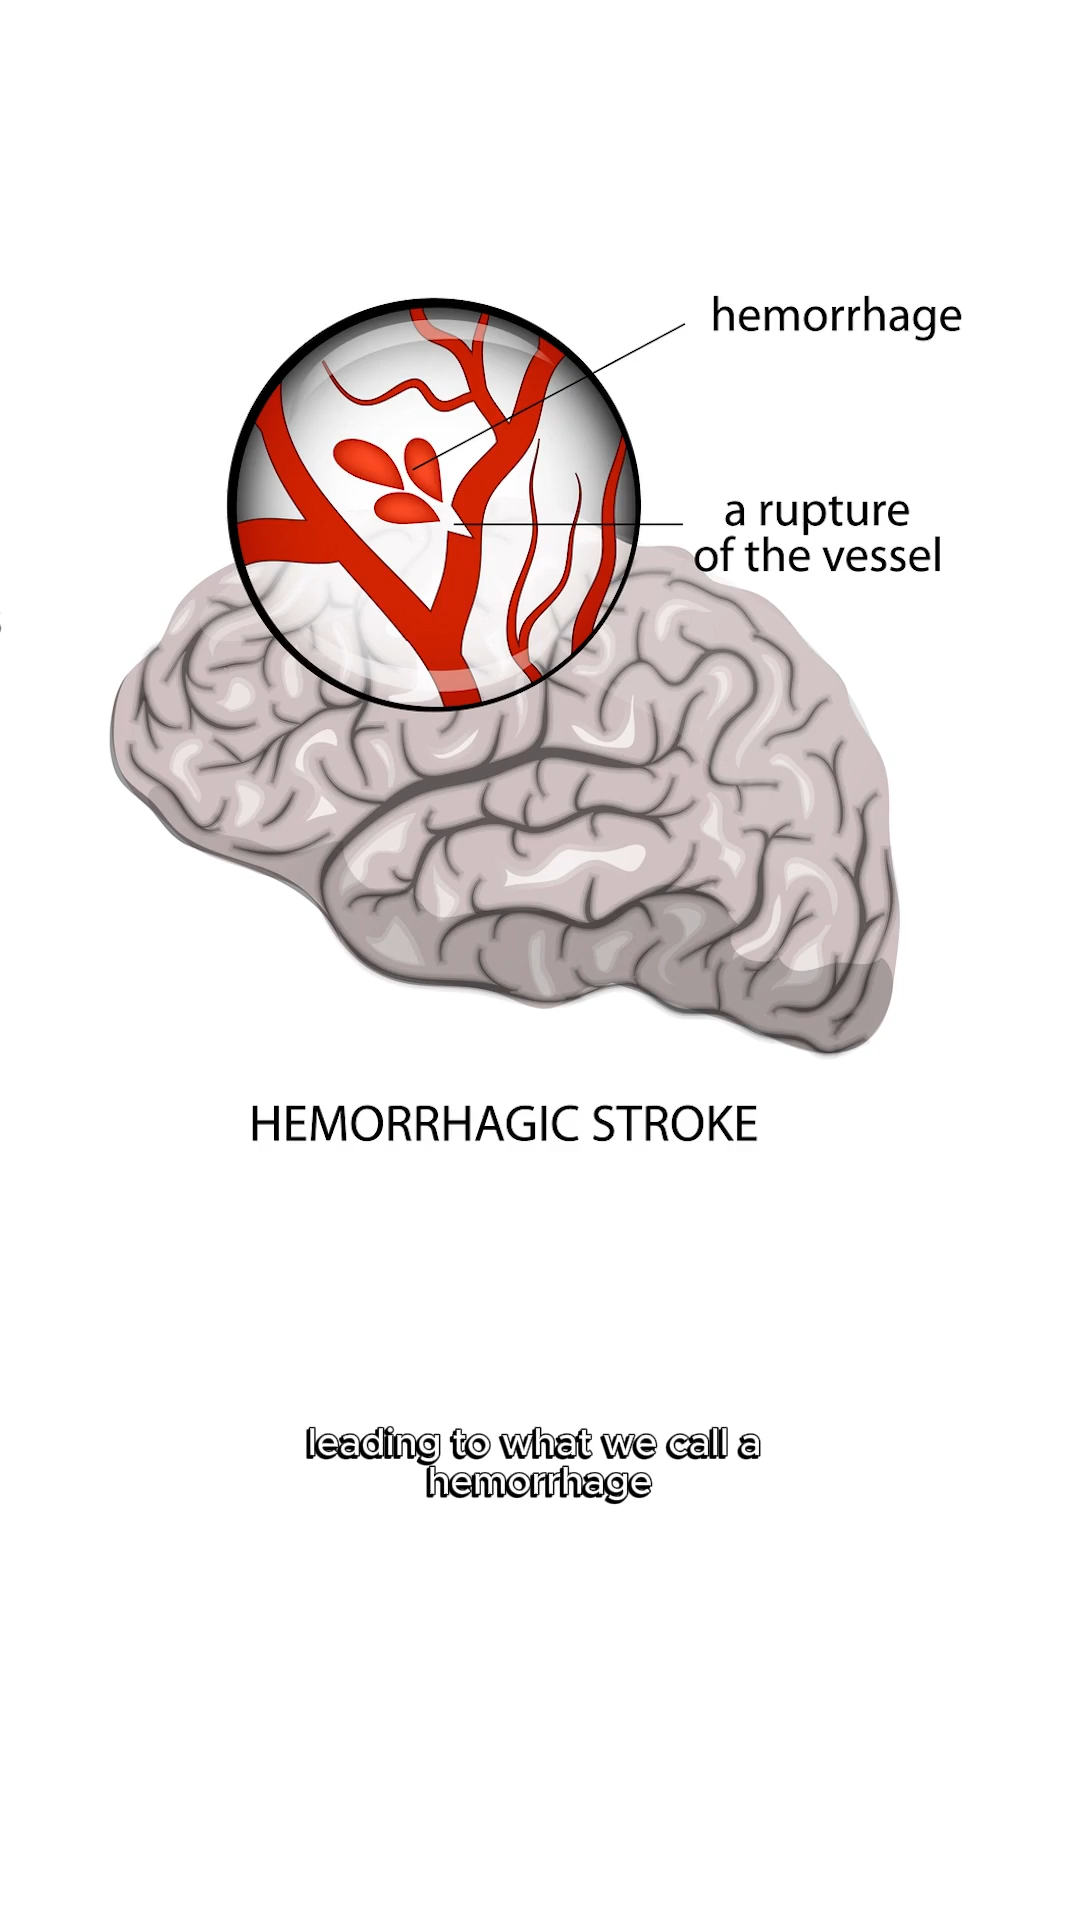 hemorrhage
a rupture
of the vessel
HEMORRHAGIC STROKE
leading to what we call a
hemorrhage